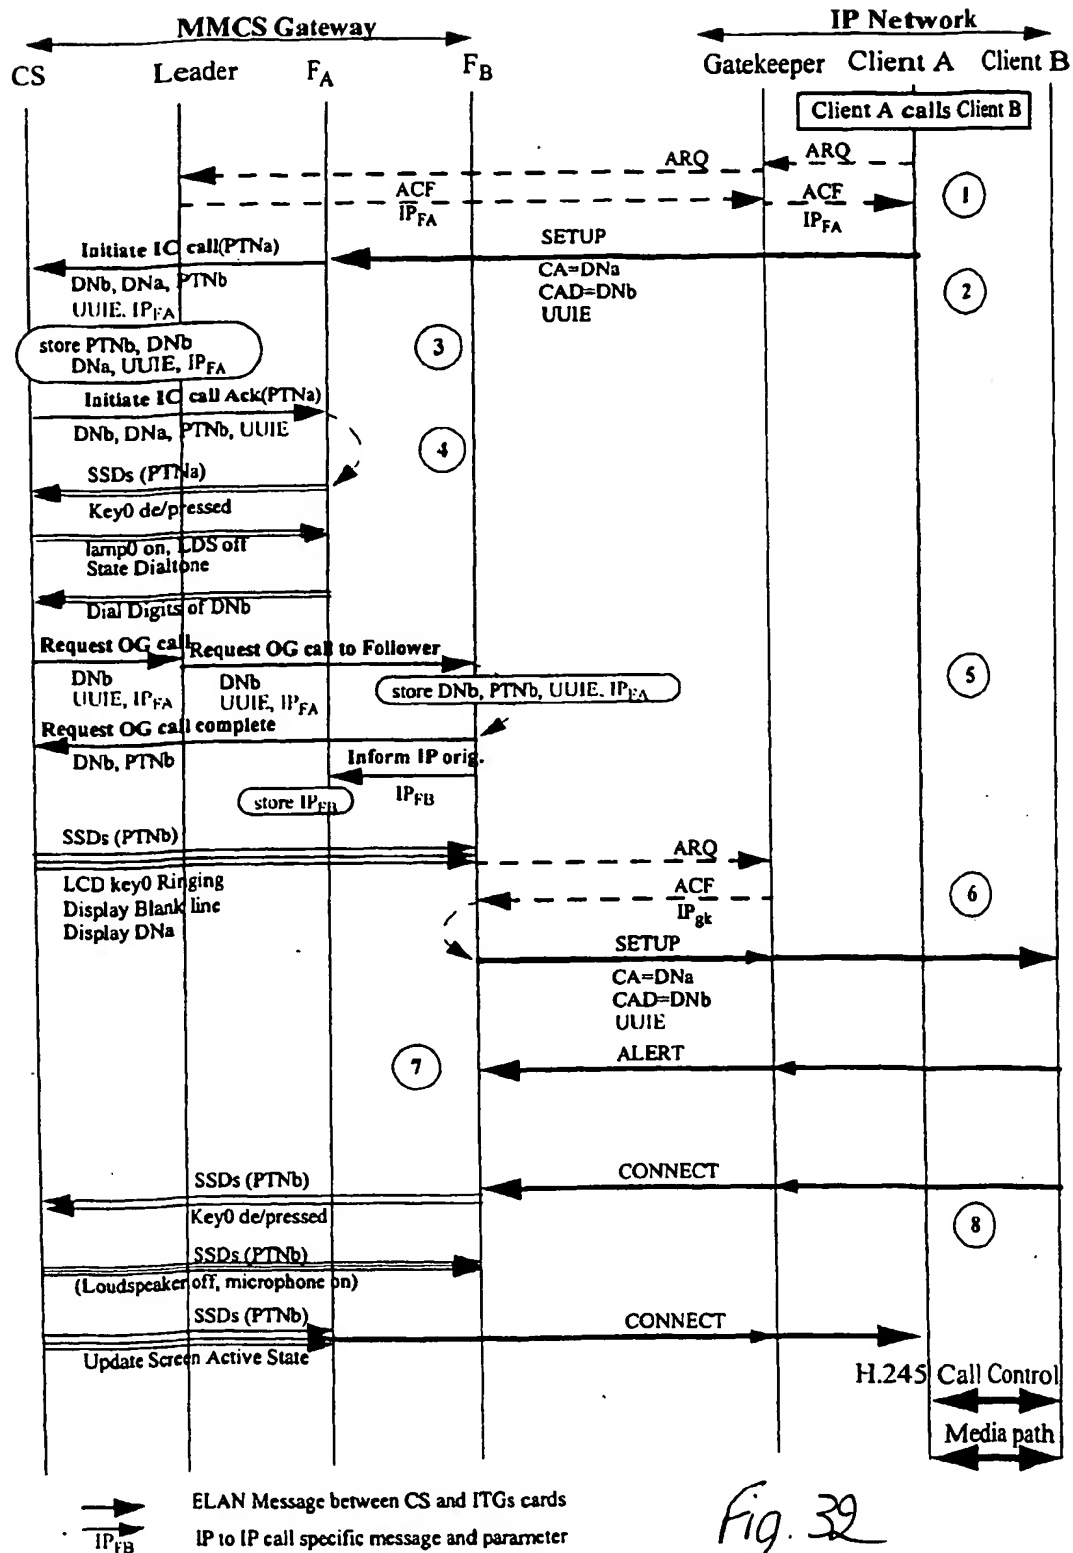 MMCS Gateway
IP Network
CS Leader FA FB Gatekeeper Client A Client B
Client A calls Client B
ARQ ARQ
ACF ACF
IPFA IPFA
1
SETUP
Initiate IC call(PTNa)
CA=DNa
DNb, DNa, PTNb
CAD=DNb
2
UUIE, IPFA
UUIE
store PTNb, DNb
DNa, UUIE, IPFA
3
Initiate IC call Ack(PTNa)
DNb, DNa, PTNb, UUIE
4
SSDs (PTNa)
Key0 de/pressed
lamp0 on, LDS off
State Dialtone
Dial Digits of DNb
Request OG call Request OG call to Follower
DNb DNb
UUIE, IPFA UUIE, IPFA
store DNb, PTNb, UUIE, IPFA
5
Request OG call complete
DNb, PTNb
Inform IP orig.
IPFB
store IPFB
SSDs (PTNb)
ARQ
LCD key0 Ringing
ACF
Display Blank line
IPgk
6
Display DNa
SETUP
CA=DNa
CAD=DNb
UUIE
ALERT
7
CONNECT
SSDs (PTNb)
Key0 de/pressed
8
SSDs (PTNb)
(Loudspeaker off, microphone on)
SSDs (PTNb)
CONNECT
Update Screen Active State
H.245 Call Control
Media path
ELAN Message between CS and ITGs cards
IPFB IP to IP call specific message and parameter
Fig. 32